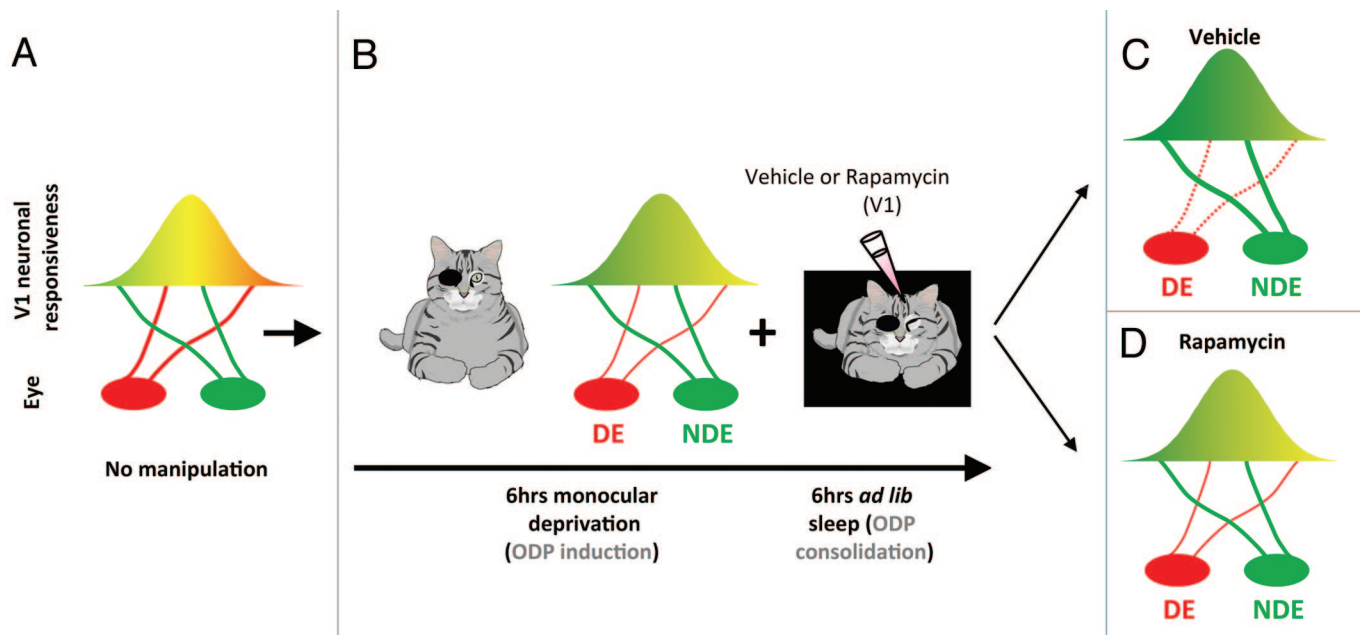 A
V1 neuronal
responsiveness
Eye
No manipulation
B
DE
NDE
+
Vehicle or Rapamycin
(V1)
6hrs monocular
deprivation
(ODP induction)
6hrs ad lib
sleep (ODP
consolidation)
C
Vehicle
DE
NDE
D
Rapamycin
DE
NDE